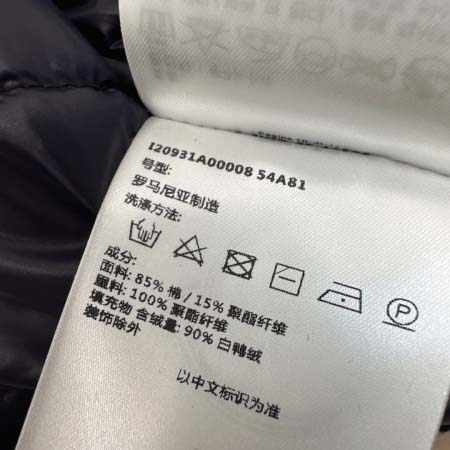 I20931A00008 54A81
号型:
罗马尼亚制造
洗涤方法:
成分:
面料: 85% 棉 / 15% 聚酯纤维
里料: 100% 聚酯纤维
填充物 含绒量: 90% 白鸭绒
装饰除外
以中文标识为准
P